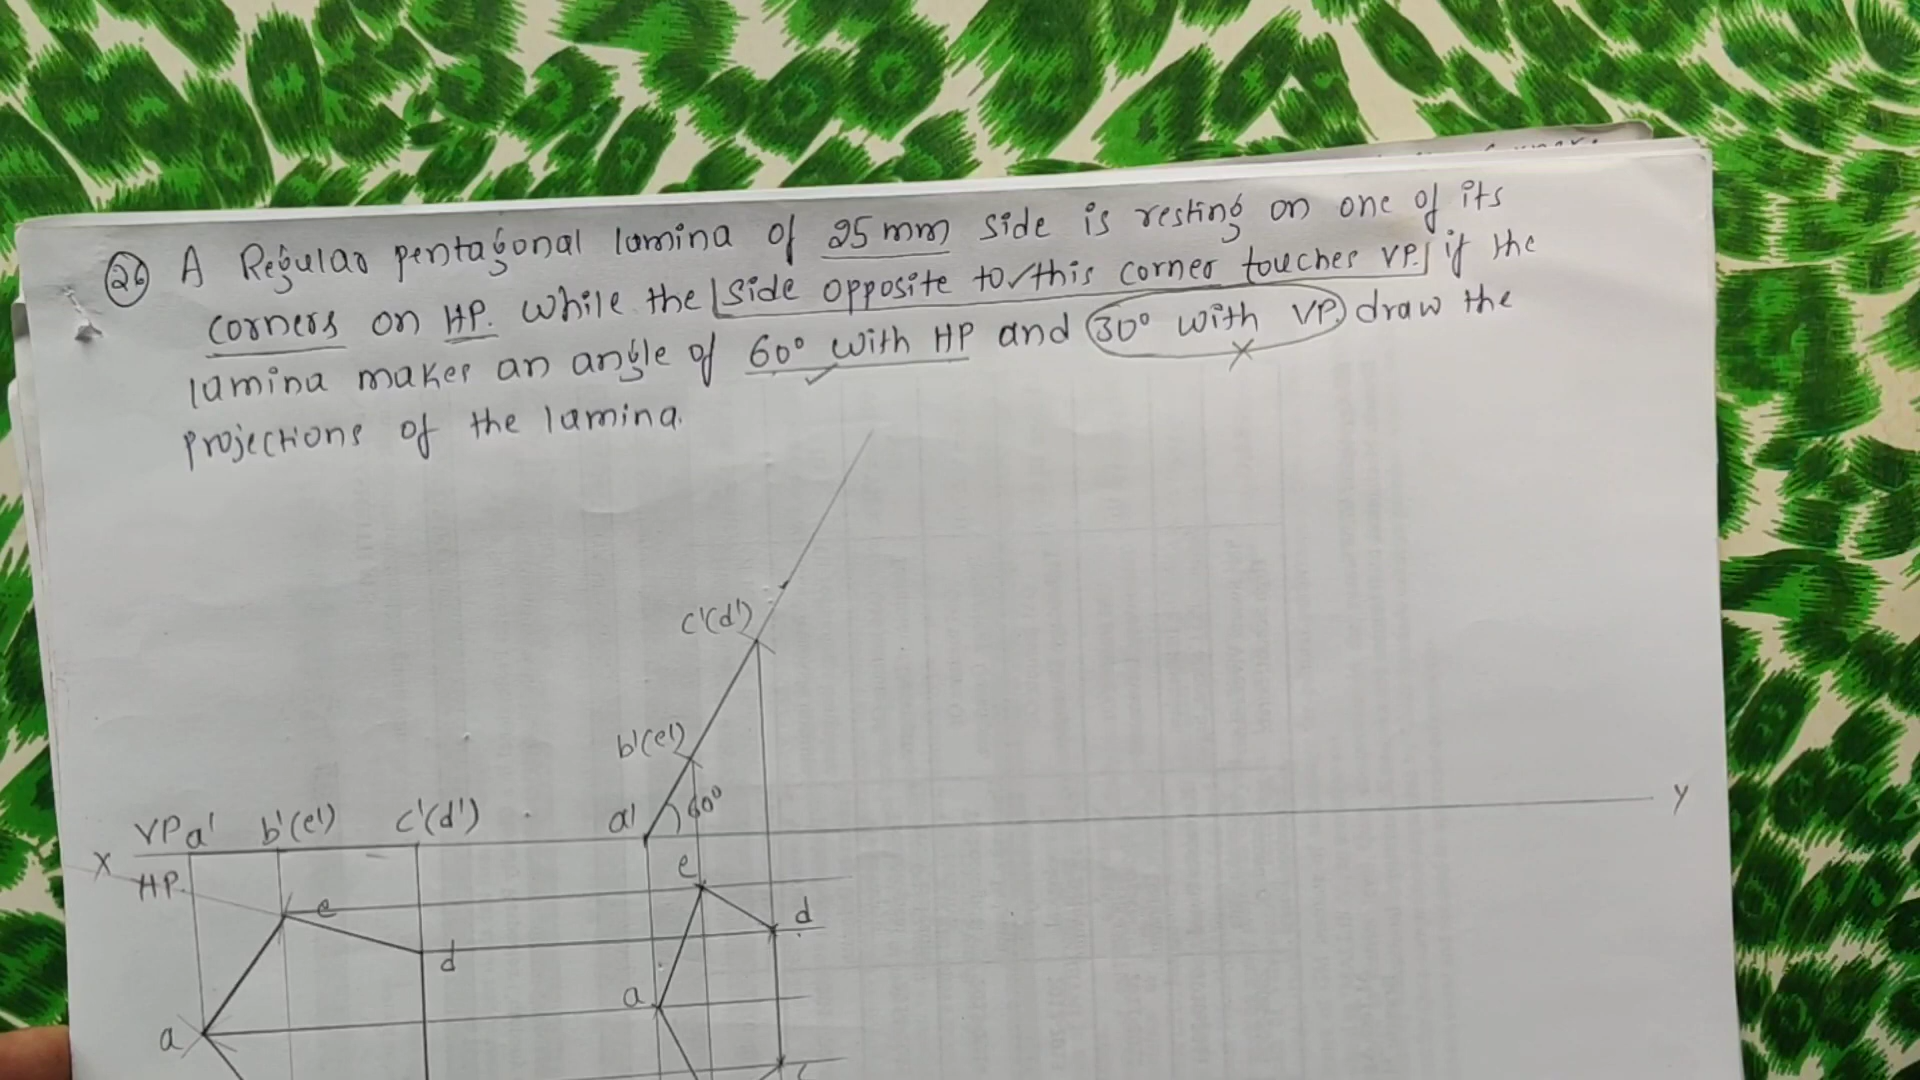 26 A Regular pentagonal lamina of 25 mm side is resting on one of its
corners on HP. while the side opposite to this corner touches VP. if the
lamina makes an angle of 60° with HP and 30° with VP. draw the
projections of the lamina.
c'(d')
b'(e')
a' 60°
VP a' b'(e') c'(d')
X Y
HP
e
e
d
d
a
a
c